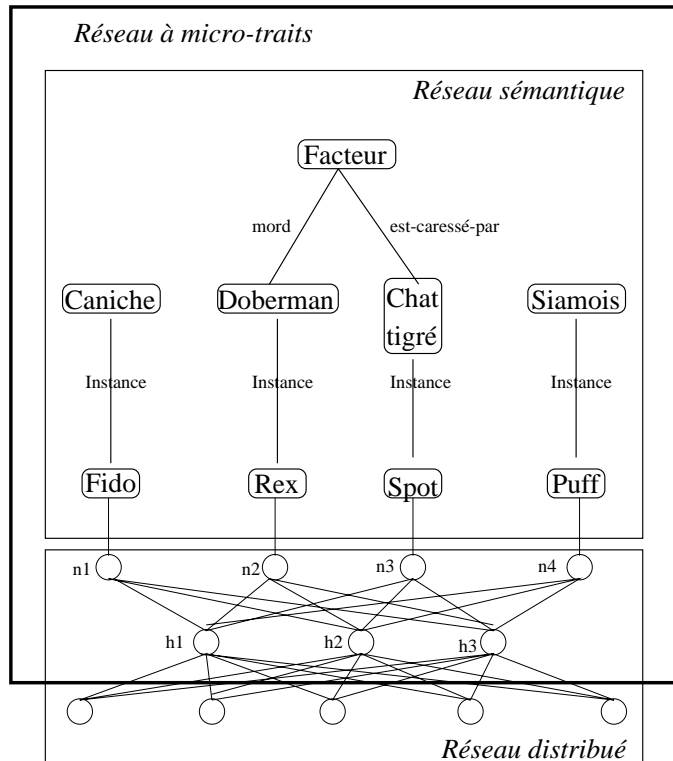 Réseau à micro-traits
Réseau sémantique
Facteur
mord
est-caressé-par
Caniche
Doberman
Chat
tigré
Siamois
Instance
Instance
Instance
Instance
Fido
Rex
Spot
Puff
n1
n2
n3
n4
h1
h2
h3
Réseau distribué